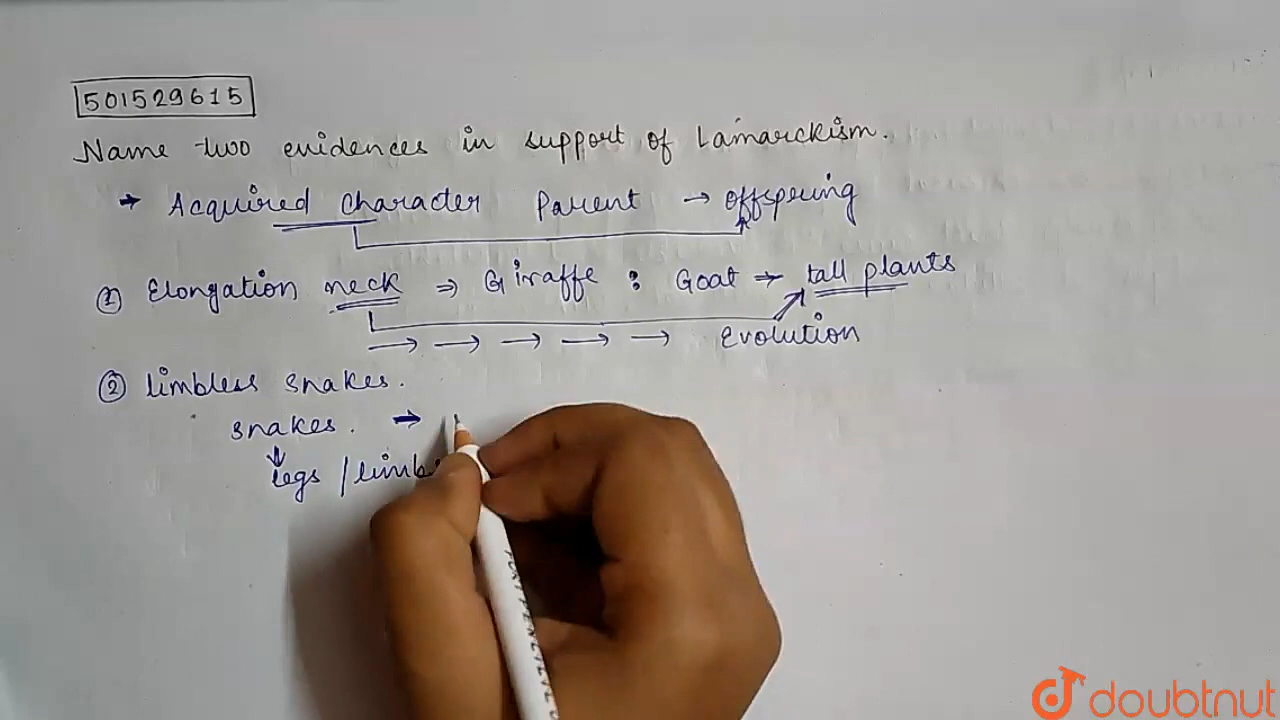 501529615
Name two evidences in support of Lamarckism.
→ Acquired Character Parent → Offspring
① Elongation neck ⇒ Giraffe : Goat → tall plants
→ → → → → Evolution
② limbless snakes.
snakes. →
↓
legs / limb
doubtnut